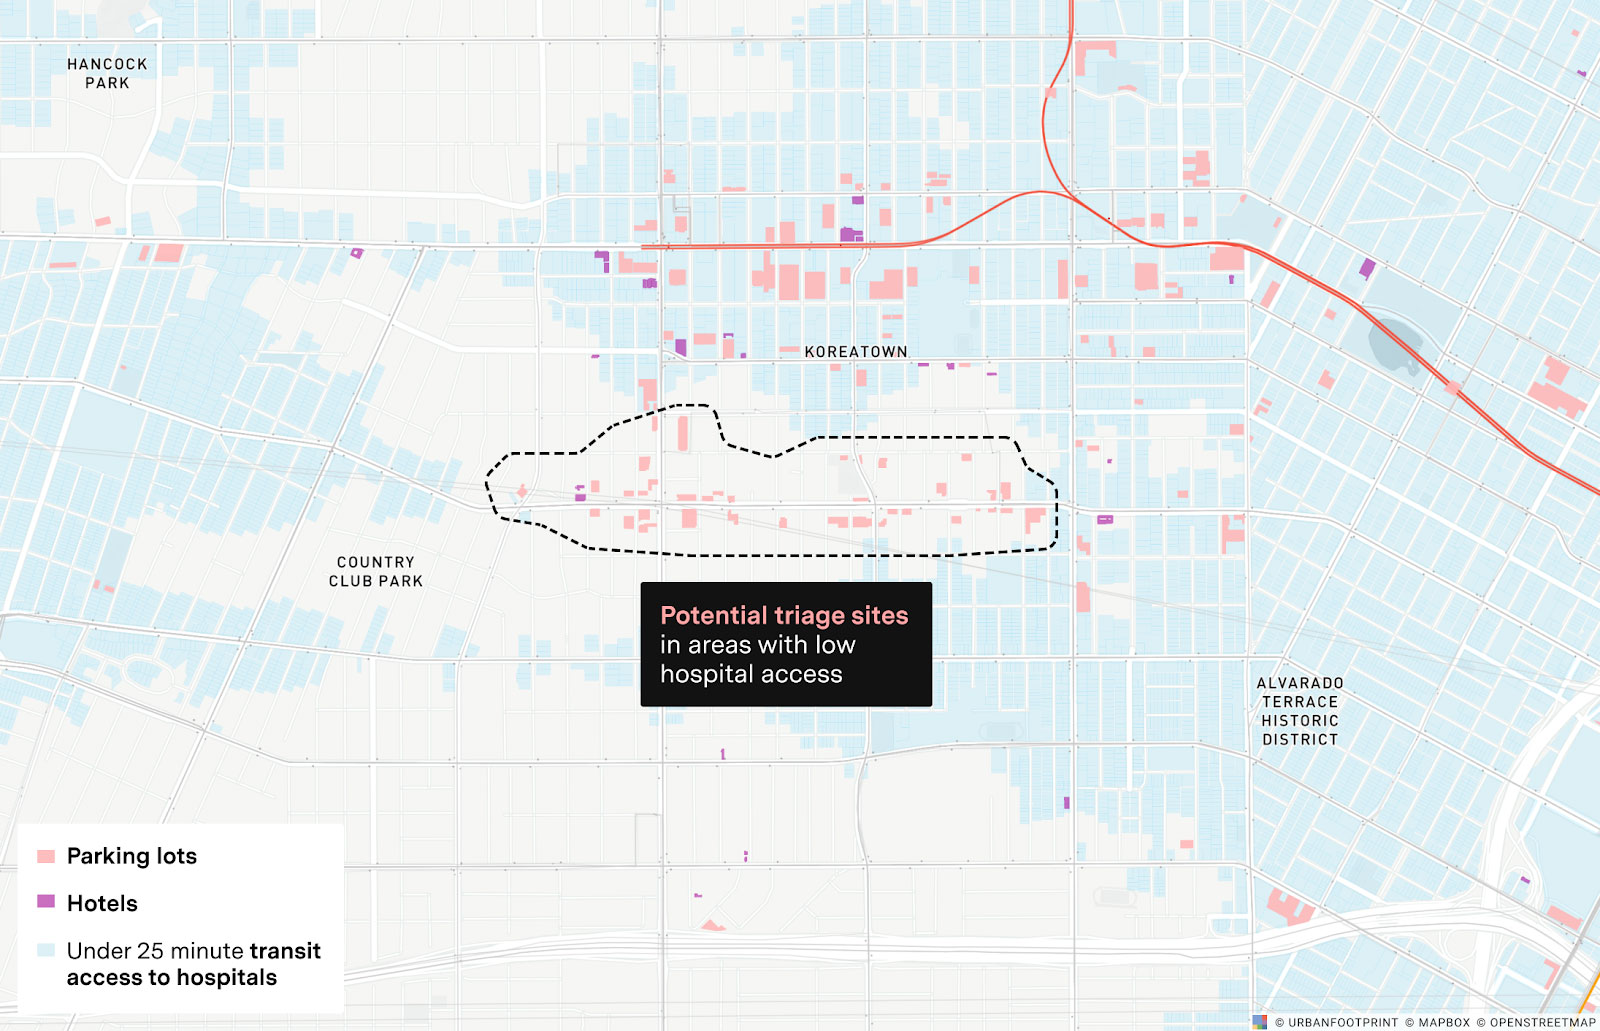 HANCOCK
PARK
KOREATOWN
COUNTRY
CLUB PARK
Potential triage sites
in areas with low
hospital access
ALVARADO
TERRACE
HISTORIC
DISTRICT
Parking lots
Hotels
Under 25 minute transit
access to hospitals
© URBANFOOTPRINT © MAPBOX © OPENSTREETMAP